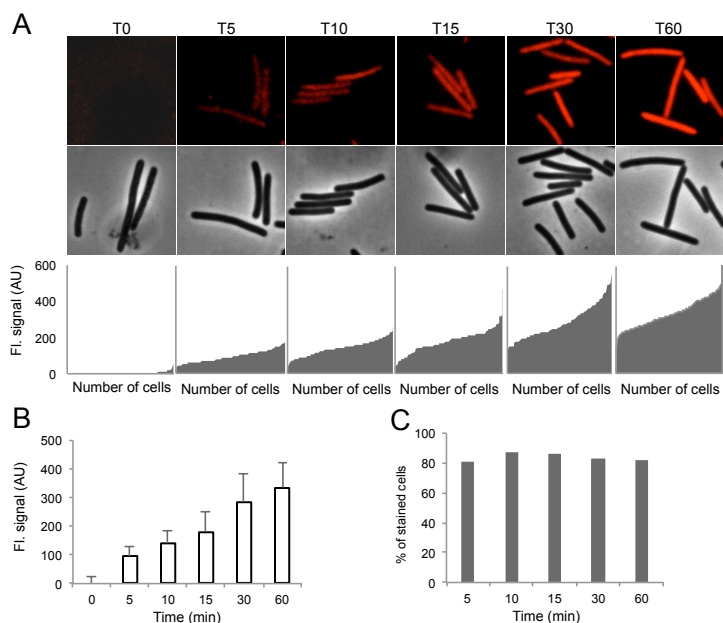 A
T0 T5 T10 T15 T30 T60
600
400
200
0
Fl. signal (AU)
Number of cells Number of cells Number of cells Number of cells Number of cells Number of cells
B
500
400
300
200
100
0
Fl. signal (AU)
0 5 10 15 30 60
Time (min)
C
100
80
60
40
20
0
% of stained cells
5 10 15 30 60
Time (min)